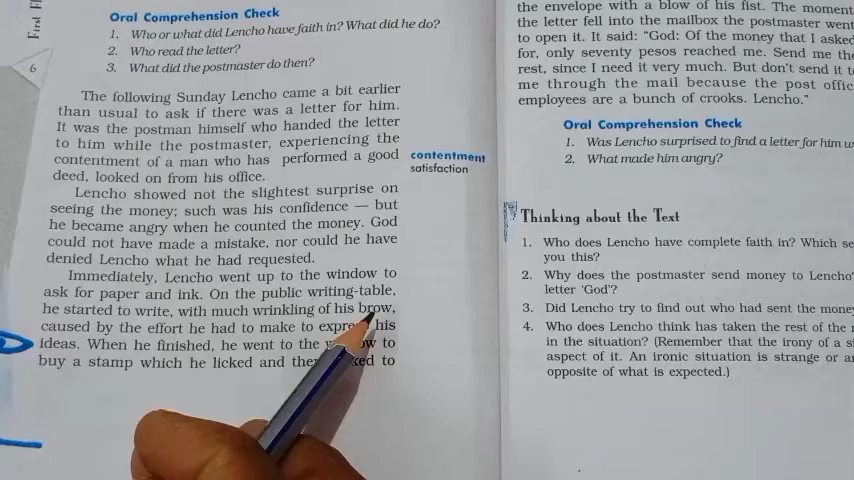 First Fl
6
Oral Comprehension Check
1. Who or what did Lencho have faith in? What did he do?
2. Who read the letter?
3. What did the postmaster do then?
The following Sunday Lencho came a bit earlier
than usual to ask if there was a letter for him.
It was the postman himself who handed the letter
to him while the postmaster, experiencing the
contentment of a man who has performed a good
deed, looked on from his office.
contentment
satisfaction
Lencho showed not the slightest surprise on
seeing the money; such was his confidence — but
he became angry when he counted the money. God
could not have made a mistake, nor could he have
denied Lencho what he had requested.
Immediately, Lencho went up to the window to
ask for paper and ink. On the public writing-table,
he started to write, with much wrinkling of his brow,
caused by the effort he had to make to expre his
ideas. When he finished, he went to the to
buy a stamp which he licked and the to
the envelope with a blow of his fist. The moment
the letter fell into the mailbox the postmaster went
to open it. It said: “God: Of the money that I asked
for, only seventy pesos reached me. Send me the
rest, since I need it very much. But don’t send it t
me through the mail because the post offic
employees are a bunch of crooks. Lencho.”
Oral Comprehension Check
1. Was Lencho surprised to find a letter for him w
2. What made him angry?
Thinking about the Text
1. Who does Lencho have complete faith in? Which se
you this?
2. Why does the postmaster send money to Lencho
letter ‘God’?
3. Did Lencho try to find out who had sent the mone
4. Who does Lencho think has taken the rest of the
in the situation? (Remember that the irony of a s
aspect of it. An ironic situation is strange or a
opposite of what is expected.)